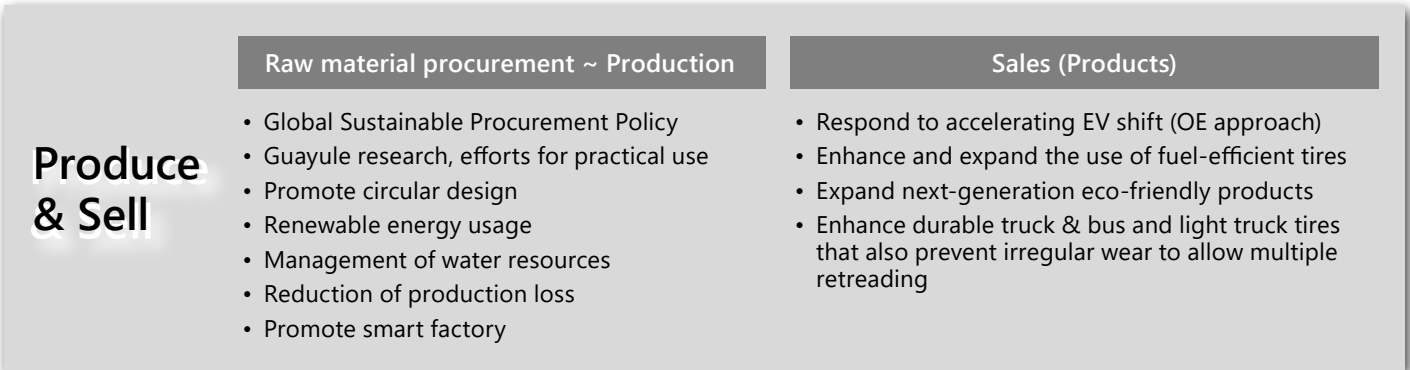 Produce
& Sell
Raw material procurement ~ Production
• Global Sustainable Procurement Policy
• Guayule research, efforts for practical use
• Promote circular design
• Renewable energy usage
• Management of water resources
• Reduction of production loss
• Promote smart factory
Sales (Products)
• Respond to accelerating EV shift (OE approach)
• Enhance and expand the use of fuel-efficient tires
• Expand next-generation eco-friendly products
• Enhance durable truck & bus and light truck tires
that also prevent irregular wear to allow multiple
retreading